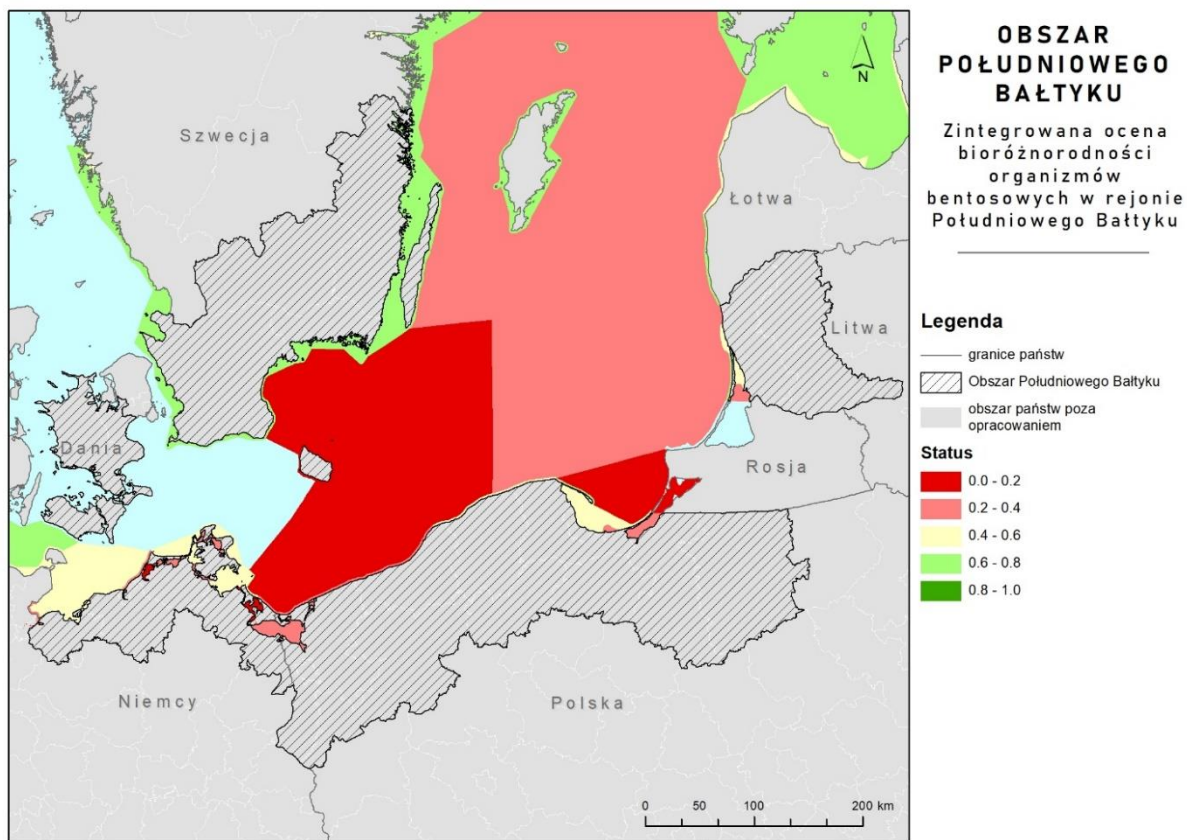 OBSZAR
POŁUDNIOWEGO
BAŁTYKU
Zintegrowana ocena
bioróżnorodności
organizmów
bentosowych w rejonie
Południowego Bałtyku
Legenda
granice państw
Obszar Południowego Bałtyku
obszar państw poza
opracowaniem
Status
0.0 - 0.2
0.2 - 0.4
0.4 - 0.6
0.6 - 0.8
0.8 - 1.0
N
Szwecja
Łotwa
Litwa
Dania
Rosja
Niemcy
Polska
0 50 100 200 km